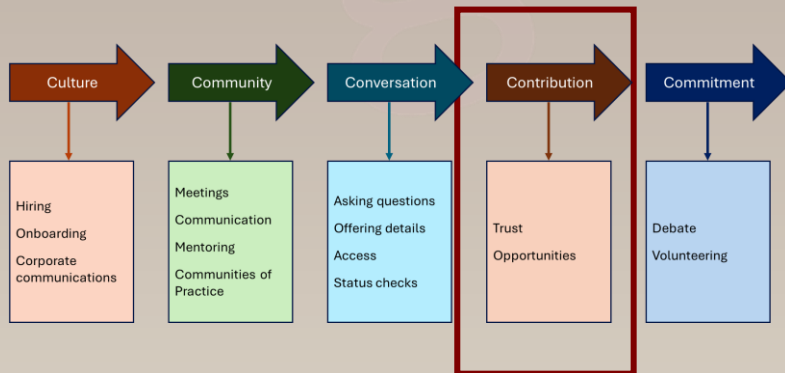 Culture
Community
Conversation
Contribution
Commitment
Hiring
Onboarding
Corporate
communications
Meetings
Communication
Mentoring
Communities of
Practice
Asking questions
Offering details
Access
Status checks
Trust
Opportunities
Debate
Volunteering